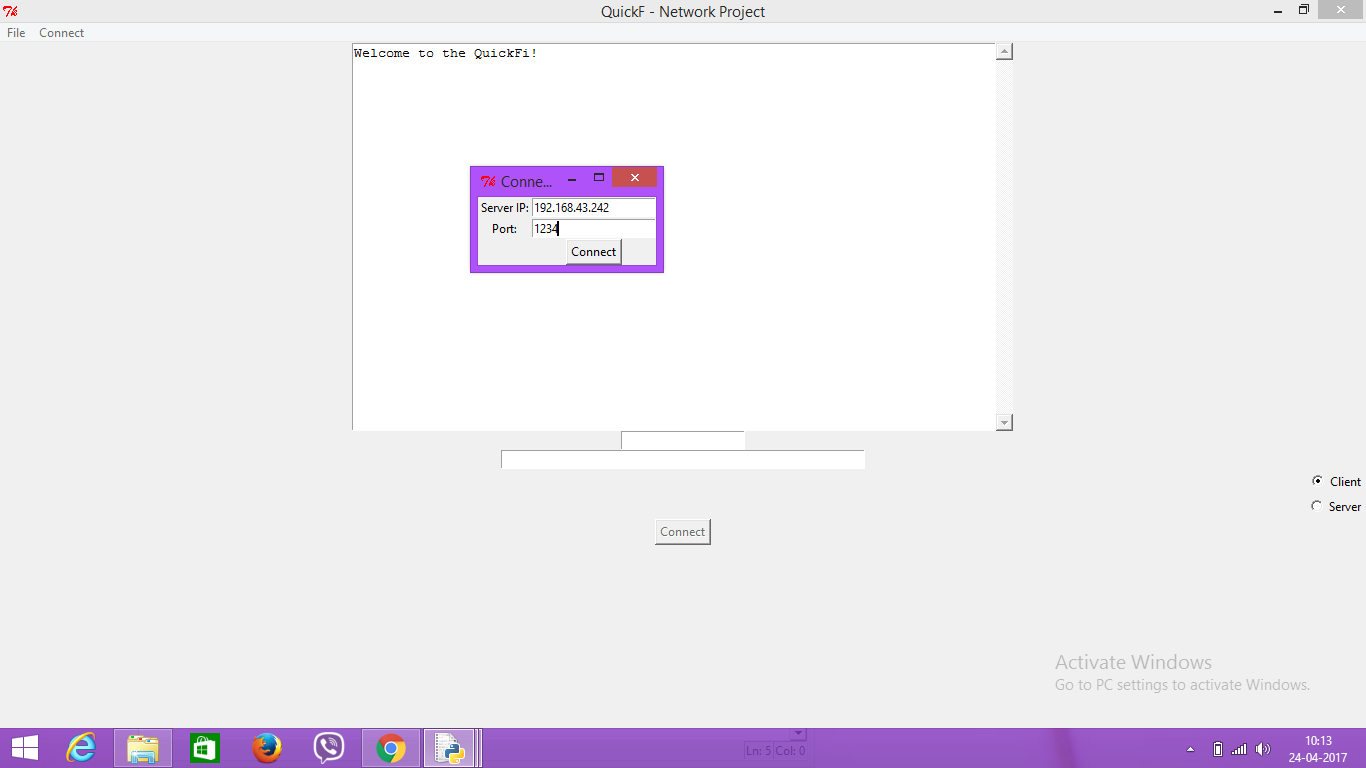 QuickF - Network Project
File Connect
Welcome to the QuickFi!
Conne...
Server IP: 192.168.43.242
Port: 1234
Connect
Client
Server
Connect
Activate Windows
Go to PC settings to activate Windows.
Ln: 5 Col: 0
10:13
24-04-2017